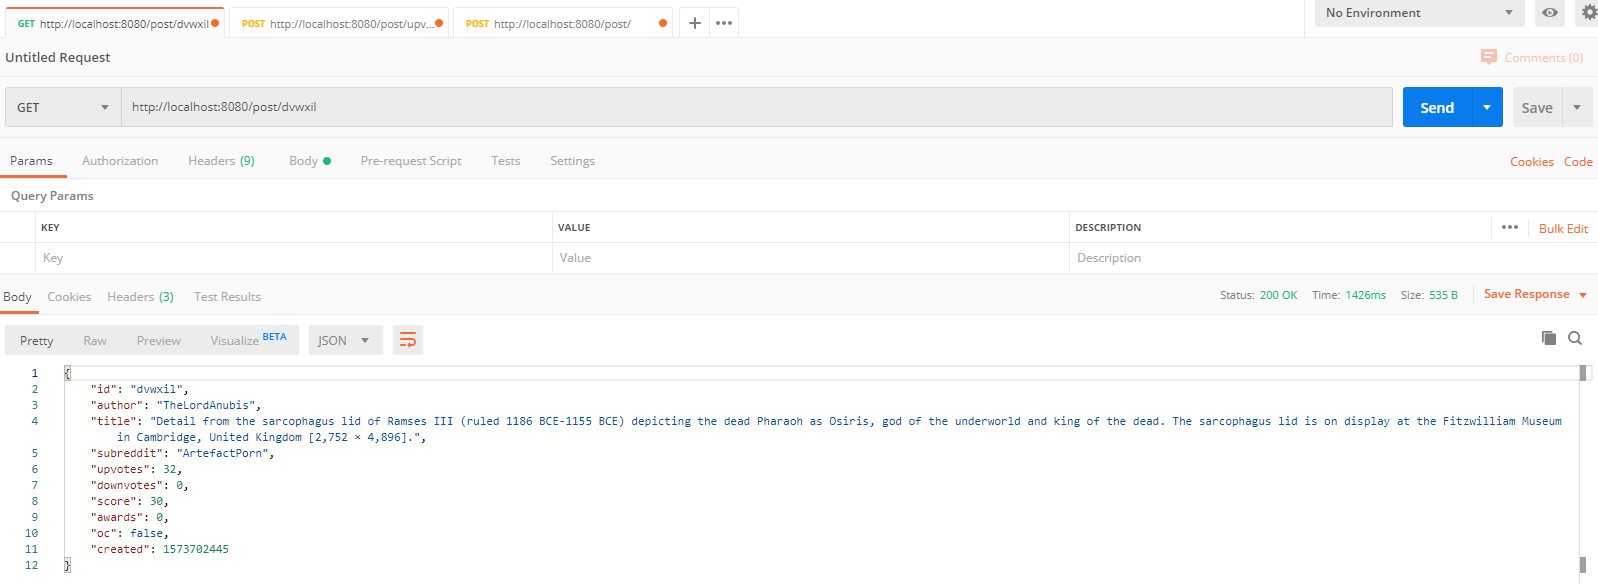 GET http://localhost:8080/post/dvwxil
POST http://localhost:8080/post/upv...
POST http://localhost:8080/post/
+
•••
No Environment
Untitled Request
Comments (0)
GET http://localhost:8080/post/dvwxil
Send Save
Params Authorization Headers (9) Body Pre-request Script Tests Settings Cookies Code
Query Params
KEY VALUE DESCRIPTION ••• Bulk Edit
Key Value Description
Body Cookies Headers (3) Test Results Status: 200 OK Time: 1426ms Size: 535 B Save Response
Pretty Raw Preview Visualize BETA JSON
1 {
2 "id": "dvwxil",
3 "author": "TheLordAnubis",
4 "title": "Detail from the sarcophagus lid of Ramses III (ruled 1186 BCE-1155 BCE) depicting the dead Pharaoh as Osiris, god of the underworld and king of the dead. The sarcophagus lid is on display at the Fitzwilliam Museum
in Cambridge, United Kingdom [2,752 × 4,896].",
5 "subreddit": "ArtefactPorn",
6 "upvotes": 32,
7 "downvotes": 0,
8 "score": 30,
9 "awards": 0,
10 "oc": false,
11 "created": 1573702445
12 }